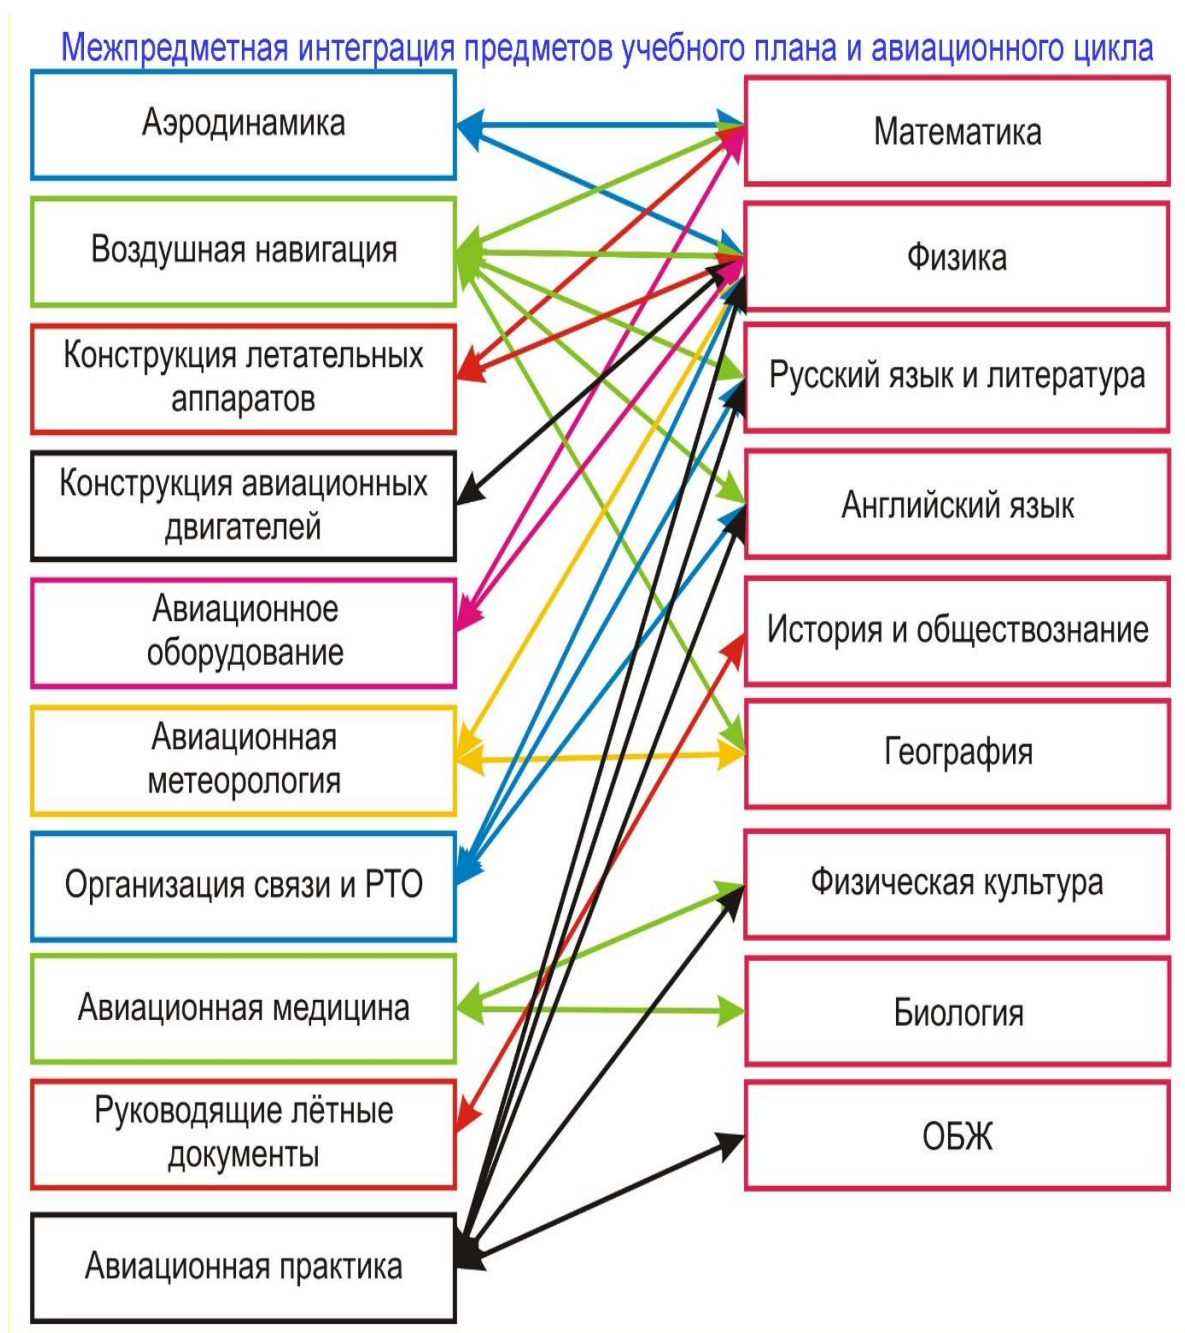 Межпредметная интеграция предметов учебного плана и авиационного цикла
Аэродинамика
Воздушная навигация
Конструкция летательных
аппаратов
Конструкция авиационных
двигателей
Авиационное
оборудование
Авиационная
метеорология
Организация связи и РТО
Авиационная медицина
Руководящие лётные
документы
Авиационная практика
Математика
Физика
Русский язык и литература
Английский язык
История и обществознание
География
Физическая культура
Биология
ОБЖ